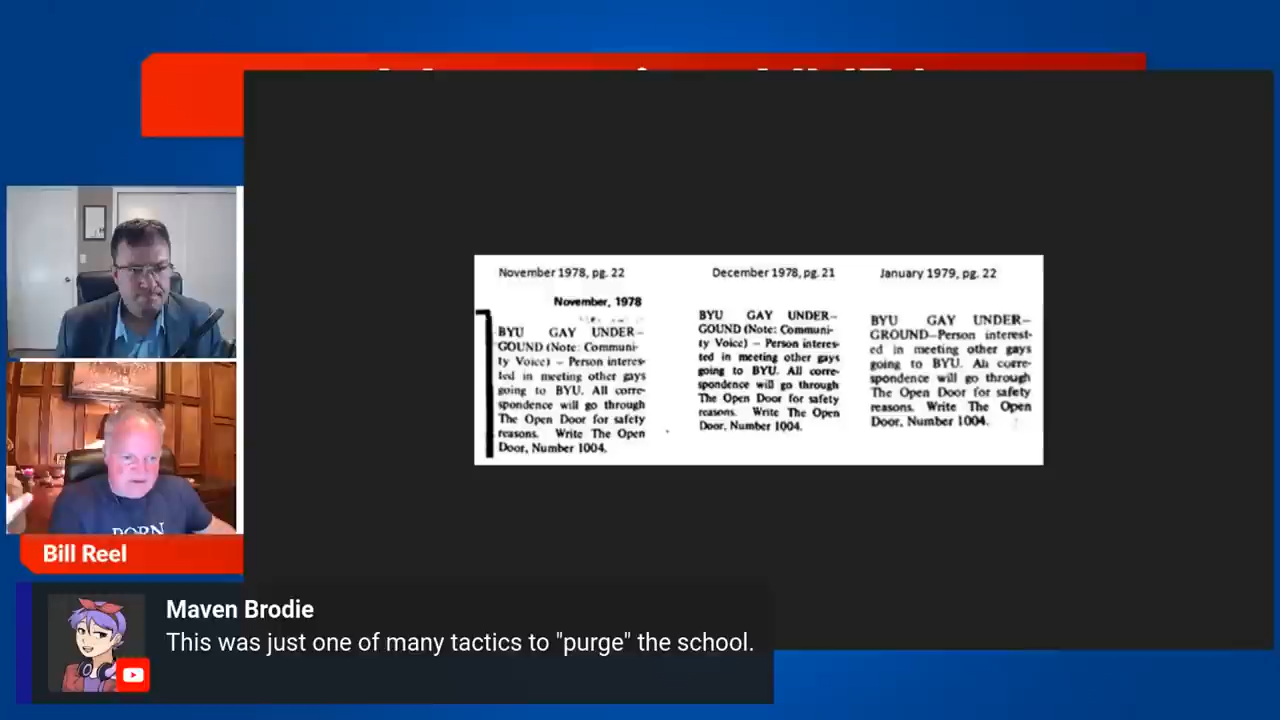 November 1978, pg. 22
November, 1978
BYU GAY UNDER-
GOUND (Note: Communi-
ty Voice) – Person interes-
ted in meeting other gays
going to BYU. All corre-
spondence will go through
The Open Door for safety
reasons. Write The Open
Door, Number 1004.
December 1978, pg. 21
BYU GAY UNDER-
GOUND (Note: Communi-
ty Voice) – Person interes-
ted in meeting other gays
going to BYU. All corre-
spondence will go through
The Open Door for safety
reasons. Write The Open
Door, Number 1004.
January 1979, pg. 22
BYU GAY UNDER-
GROUND–Person interest-
ed in meeting other gays
going to BYU. All corre-
spondence will go through
The Open Door for safety
reasons. Write The Open
Door, Number 1004.
Bill Reel
Maven Brodie
This was just one of many tactics to "purge" the school.